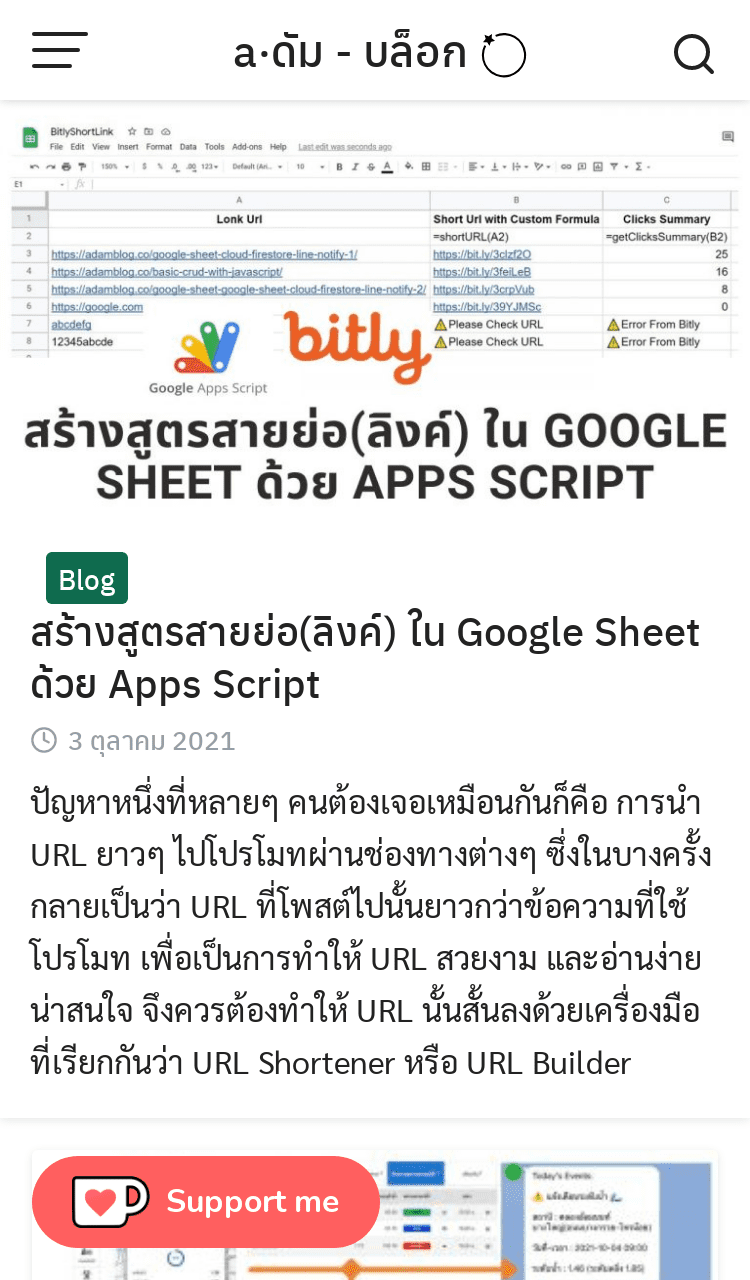 a·ดัม - บล็อก
BitlyShortLink
File Edit View Insert Format Data Tools Add-ons Help Last edit was seconds ago
150% $ % .0 .00 123 Default (Ari... 10 B I S A
E1 fx
A B C
1 Lonk Url Short Url with Custom Formula Clicks Summary
2 =shortURL(A2) =getClicksSummary(B2)
3 https://adamblog.co/google-sheet-cloud-firestore-line-notify-1/ https://bit.ly/3clzf2O 25
4 https://adamblog.co/basic-crud-with-javascript/ https://bit.ly/3feiLeB 16
5 https://adamblog.co/google-sheet-google-sheet-cloud-firestore-line-notify-2/ https://bit.ly/3crpVub 8
6 https://google.com https://bit.ly/39YJMSc 0
7 abcdefg Please Check URL Error From Bitly
8 12345abcde Please Check URL Error From Bitly
bitly
Google Apps Script
สร้างสูตรสายย่อ(ลิงค์) ใน GOOGLE
SHEET ด้วย APPS SCRIPT
Blog
สร้างสูตรสายย่อ(ลิงค์) ใน Google Sheet
ด้วย Apps Script
3 ตุลาคม 2021
ปัญหาหนึ่งที่หลายๆ คนต้องเจอเหมือนกันก็คือ การนำ
URL ยาวๆ ไปโปรโมทผ่านช่องทางต่างๆ ซึ่งในบางครั้ง
กลายเป็นว่า URL ที่โพสต์ไปนั้นยาวกว่าข้อความที่ใช้
โปรโมท เพื่อเป็นการทำให้ URL สวยงาม และอ่านง่าย
น่าสนใจ จึงควรต้องทำให้ URL นั้นสั้นลงด้วยเครื่องมือ
ที่เรียกกันว่า URL Shortener หรือ URL Builder
Today's Events
Support me